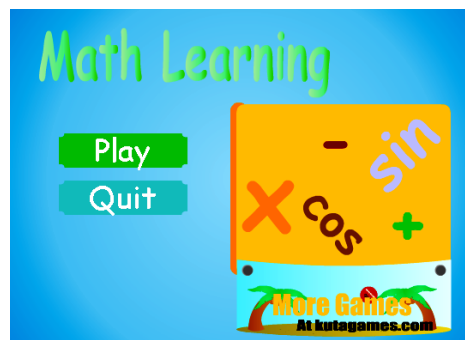 Math Learning
Play
Quit
-
sin
×
cos
+
More Games
At kutagames.com